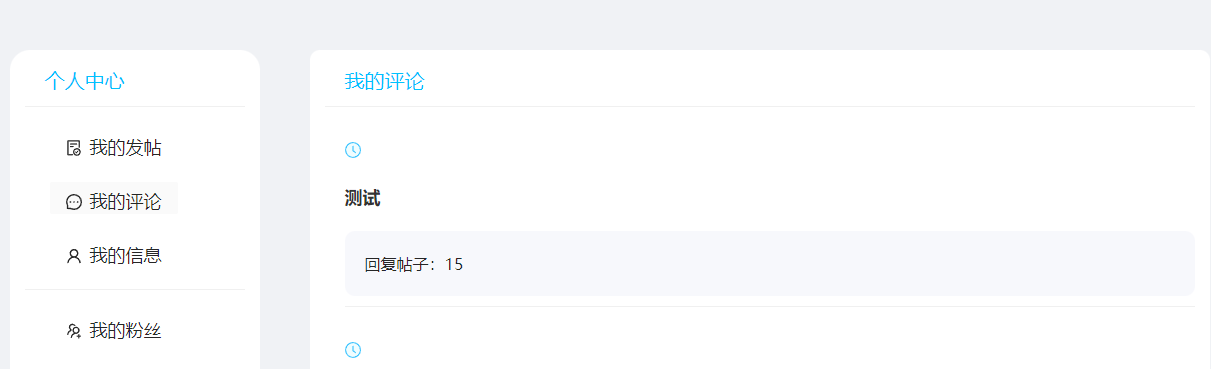 个人中心
我的发帖
我的评论
我的信息
我的粉丝
我的评论
测试
回复帖子：15